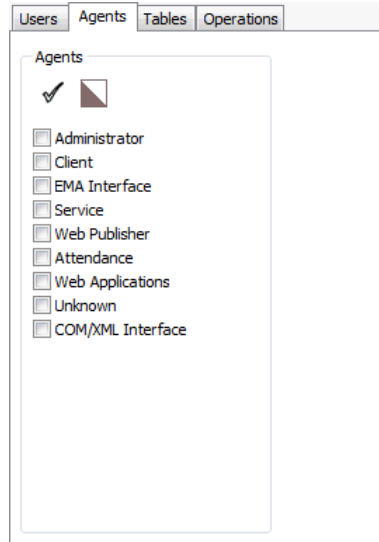 Users Agents Tables Operations
Agents
Administrator
Client
EMA Interface
Service
Web Publisher
Attendance
Web Applications
Unknown
COM/XML Interface